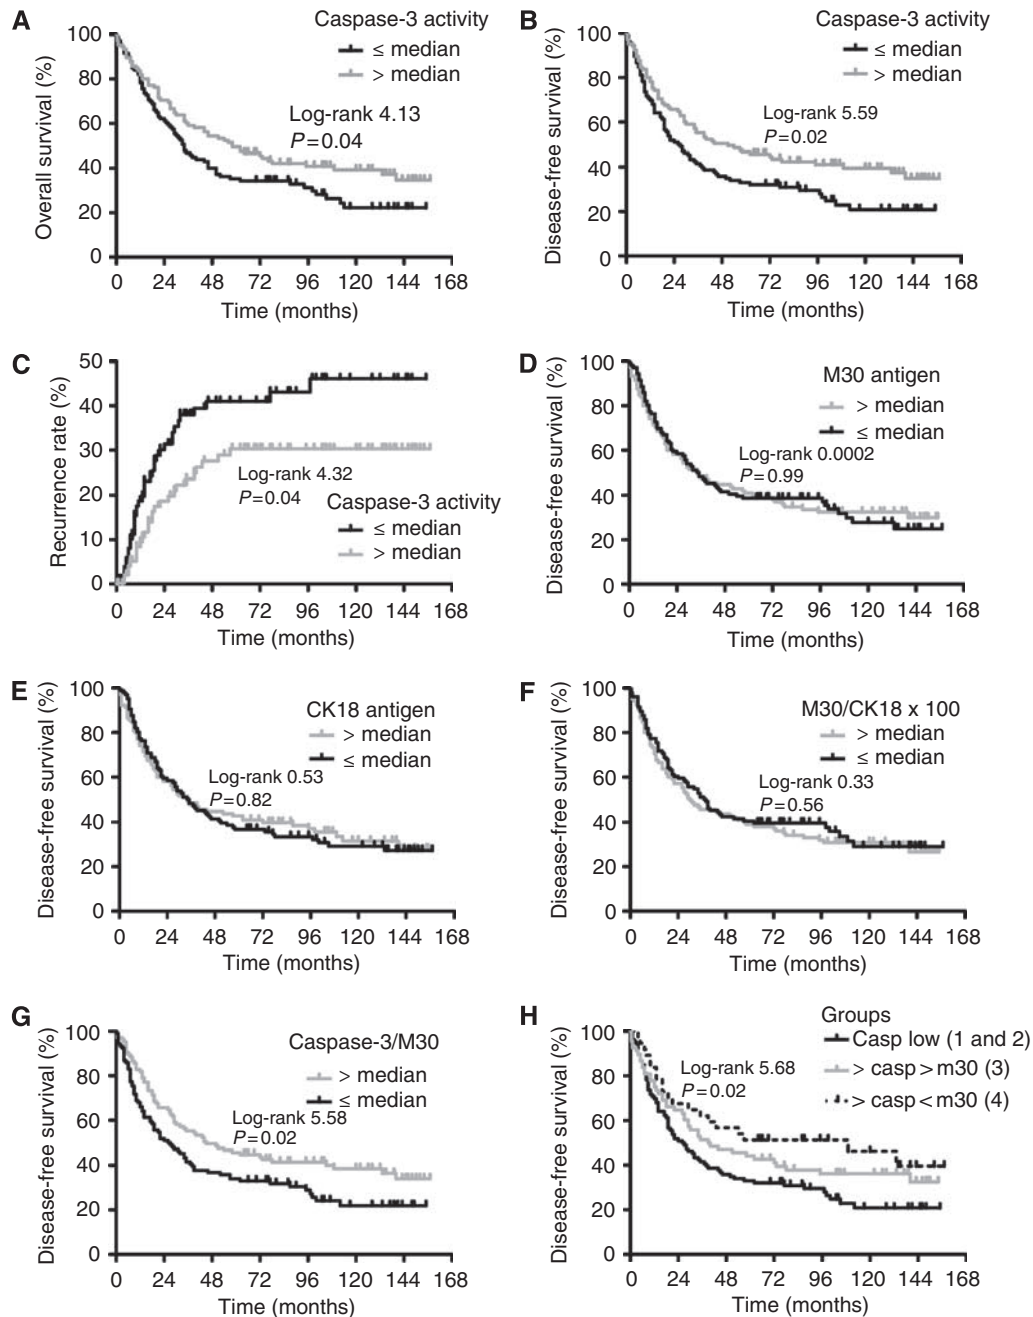 A
Caspase-3 activity
≤ median
> median
Log-rank 4.13
P=0.04
Overall survival (%)
100
80
60
40
20
0
0 24 48 72 96 120 144 168
Time (months)
B
Caspase-3 activity
≤ median
> median
Log-rank 5.59
P=0.02
Disease-free survival (%)
100
80
60
40
20
0
0 24 48 72 96 120 144 168
Time (months)
C
Recurrence rate (%)
50
40
30
20
10
0
Log-rank 4.32
P=0.04
Caspase-3 activity
≤ median
> median
0 24 48 72 96 120 144 168
Time (months)
D
M30 antigen
> median
≤ median
Log-rank 0.0002
P=0.99
Disease-free survival (%)
100
80
60
40
20
0
0 24 48 72 96 120 144 168
Time (months)
E
CK18 antigen
> median
≤ median
Log-rank 0.53
P=0.82
Disease-free survival (%)
100
80
60
40
20
0
0 24 48 72 96 120 144 168
Time (months)
F
M30/CK18 x 100
> median
≤ median
Log-rank 0.33
P=0.56
Disease-free survival (%)
100
80
60
40
20
0
0 24 48 72 96 120 144 168
Time (months)
G
Caspase-3/M30
> median
≤ median
Log-rank 5.58
P=0.02
Disease-free survival (%)
100
80
60
40
20
0
0 24 48 72 96 120 144 168
Time (months)
H
Groups
Casp low (1 and 2)
> casp > m30 (3)
> casp < m30 (4)
Log-rank 5.68
P=0.02
Disease-free survival (%)
100
80
60
40
20
0
0 24 48 72 96 120 144 168
Time (months)